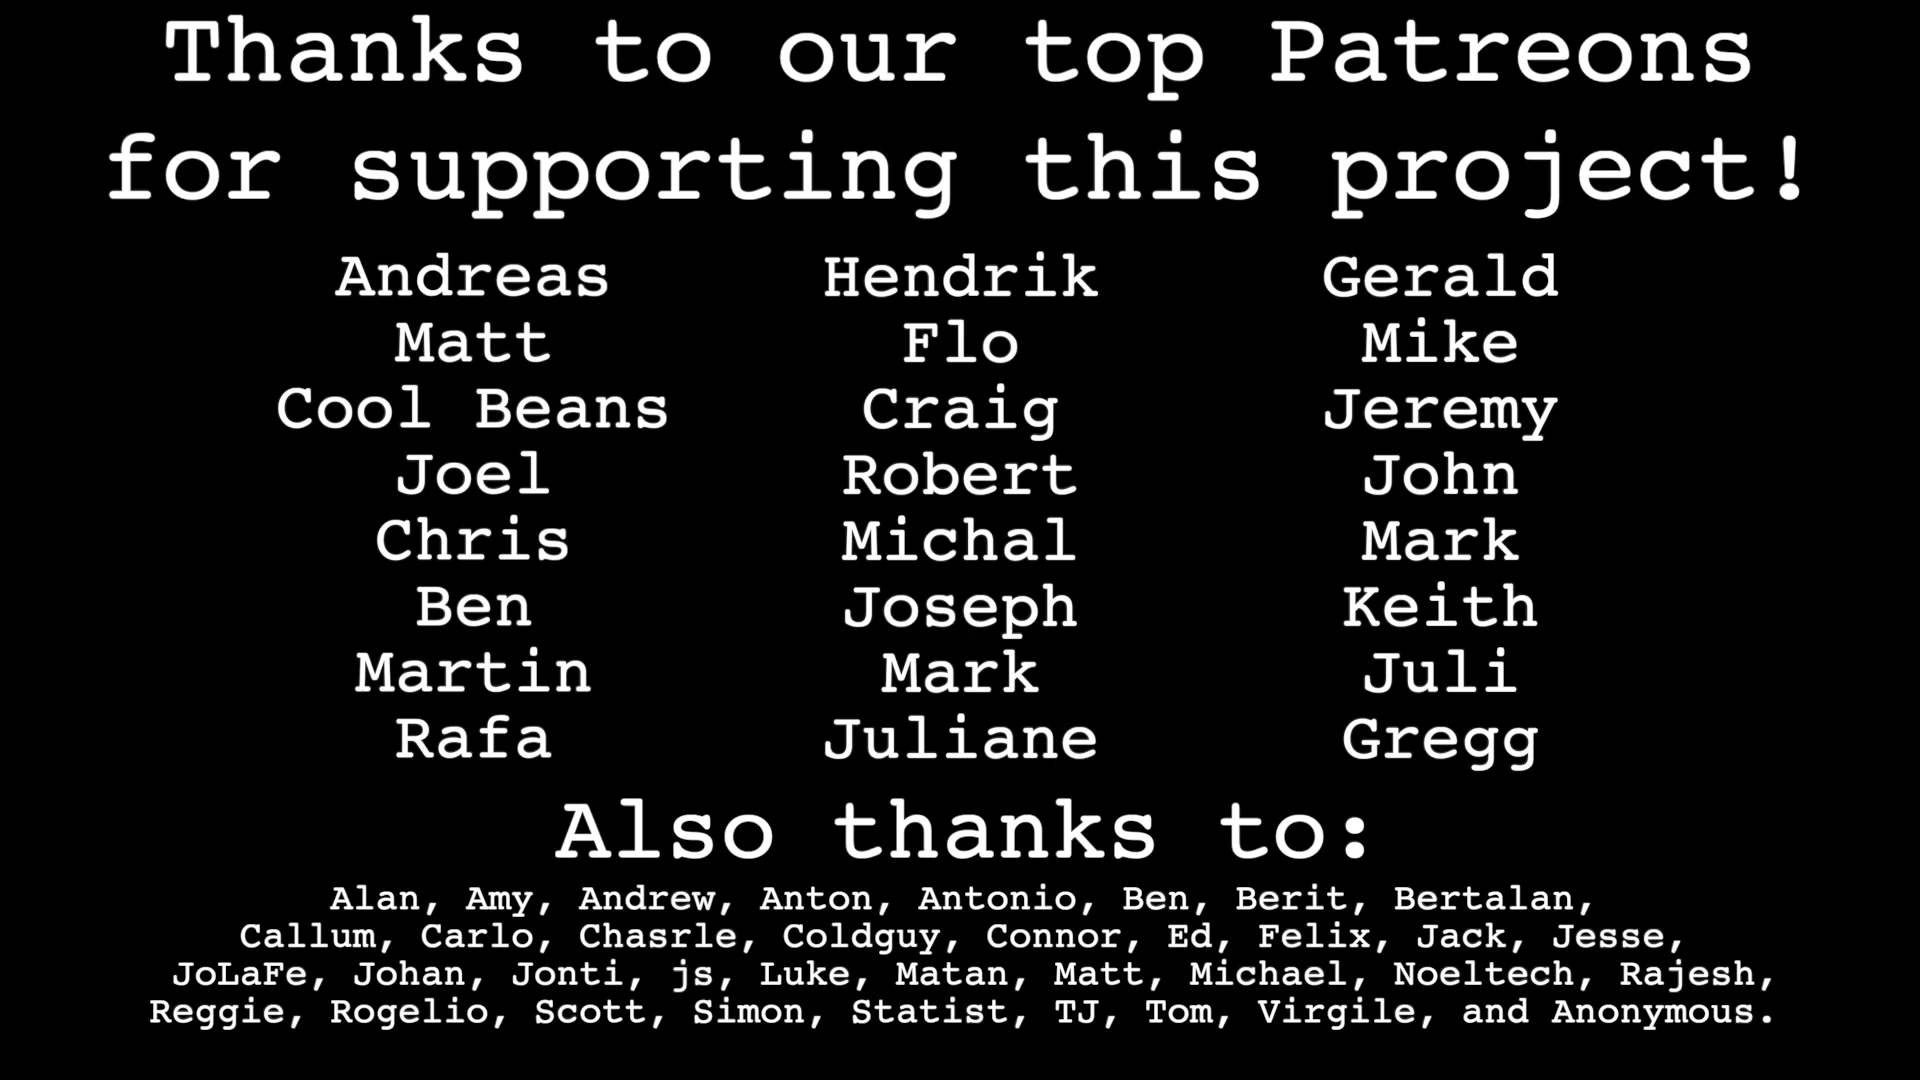 Thanks to our top Patreons
for supporting this project!
Andreas Hendrik Gerald
Matt Flo Mike
Cool Beans Craig Jeremy
Joel Robert John
Chris Michal Mark
Ben Joseph Keith
Martin Mark Juli
Rafa Juliane Gregg
Also thanks to:
Alan, Amy, Andrew, Anton, Antonio, Ben, Berit, Bertalan,
Callum, Carlo, Chasrle, Coldguy, Connor, Ed, Felix, Jack, Jesse,
JoLaFe, Johan, Jonti, js, Luke, Matan, Matt, Michael, Noeltech, Rajesh,
Reggie, Rogelio, Scott, Simon, Statist, TJ, Tom, Virgile, and Anonymous.